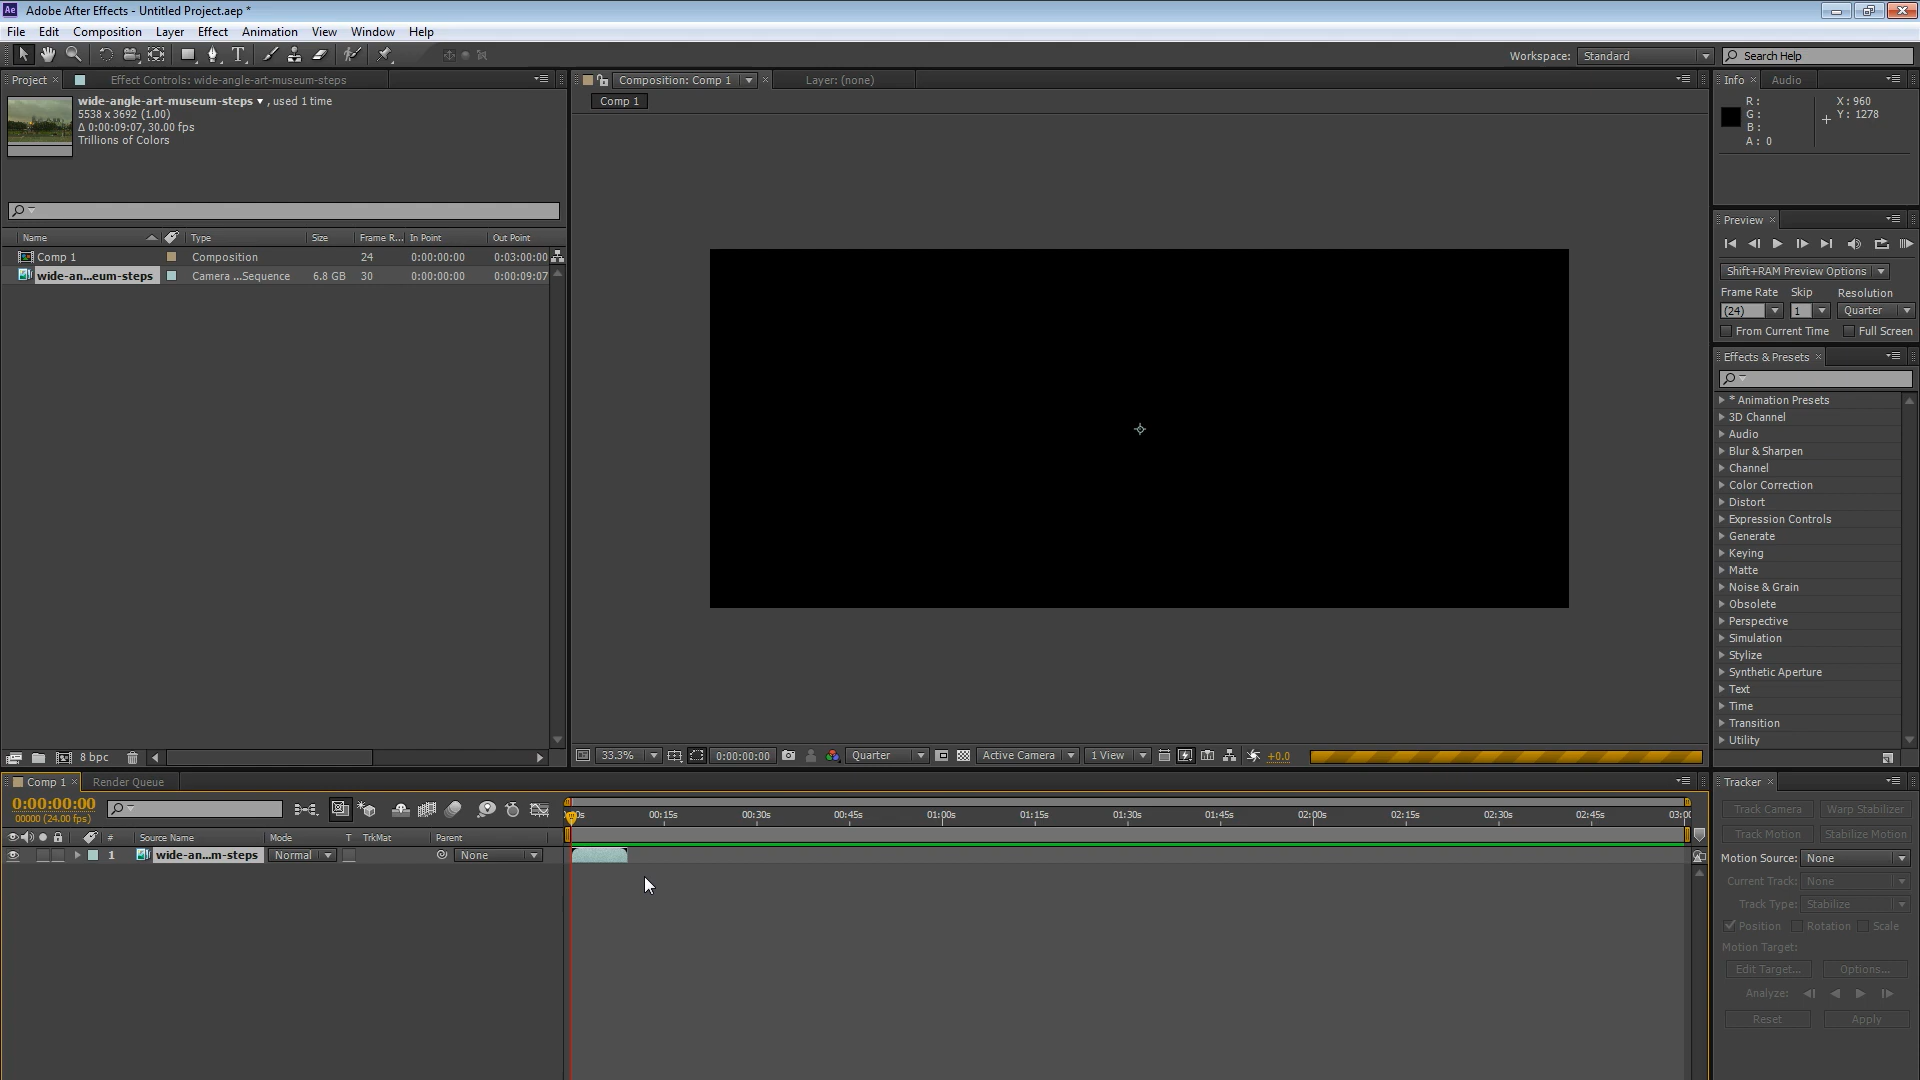 Adobe After Effects - Untitled Project.aep *
File Edit Composition Layer Effect Animation View Window Help
Workspace: Standard Search Help
Project Effect Controls: wide-angle-art-museum-steps
wide-angle-art-museum-steps , used 1 time
5538 x 3692 (1.00)
Δ 0:00:09:07, 30.00 fps
Trillions of Colors
Name Type Size Frame R... In Point Out Point
Comp 1 Composition 24 0:00:00:00 0:03:00:00
wide-an...eum-steps Camera ...Sequence 6.8 GB 30 0:00:00:00 0:00:09:07
8 bpc
Composition: Comp 1 Layer: (none)
Comp 1
33.3% 0:00:00:00 Quarter Active Camera 1 View +0.0
Info Audio
R: X: 960
G: Y: 1278
B:
A: 0
Preview
Shift+RAM Preview Options
Frame Rate Skip Resolution
(24) 1 Quarter
From Current Time Full Screen
Effects & Presets
* Animation Presets
3D Channel
Audio
Blur & Sharpen
Channel
Color Correction
Distort
Expression Controls
Generate
Keying
Matte
Noise & Grain
Obsolete
Perspective
Simulation
Stylize
Synthetic Aperture
Text
Time
Transition
Utility
Comp 1 Render Queue
0:00:00:00
00000 (24.00 fps)
00:15s 00:30s 00:45s 01:00s 01:15s 01:30s 01:45s 02:00s 02:15s 02:30s 02:45s 03:00
# Source Name Mode T TrkMat Parent
1 wide-an...m-steps Normal None
Tracker
Track Camera Warp Stabilizer
Track Motion Stabilize Motion
Motion Source: None
Current Track: None
Track Type: Stabilize
Position Rotation Scale
Motion Target:
Edit Target... Options...
Analyze:
Reset Apply